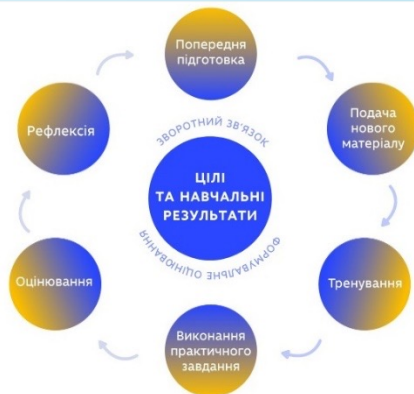 Попередня
підготовка
Подача
нового
матеріалу
Тренування
Виконання
практичного
завдання
Оцінювання
Рефлексія
ЗВОРОТНИЙ ЗВ'ЯЗОК
ЦІЛІ
ТА НАВЧАЛЬНІ
РЕЗУЛЬТАТИ
ФОРМУВАЛЬНЕ ОЦІНЮВАННЯ